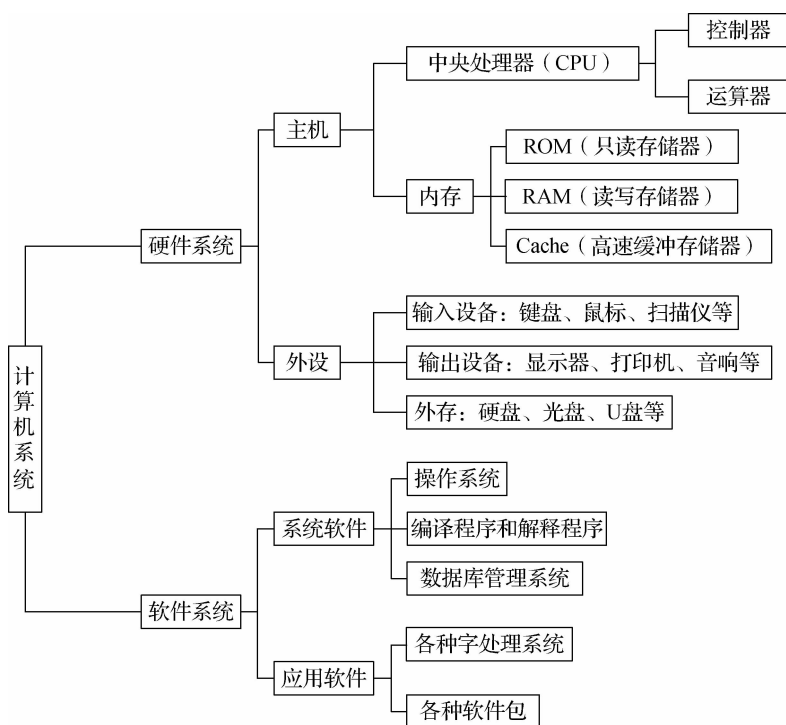 控制器
中央处理器（CPU）
运算器
主机
ROM（只读存储器）
内存
RAM（读写存储器）
Cache（高速缓冲存储器）
硬件系统
输入设备：键盘、鼠标、扫描仪等
外设
输出设备：显示器、打印机、音响等
外存：硬盘、光盘、U盘等
计算机系统
操作系统
系统软件
编译程序和解释程序
数据库管理系统
软件系统
各种字处理系统
应用软件
各种软件包